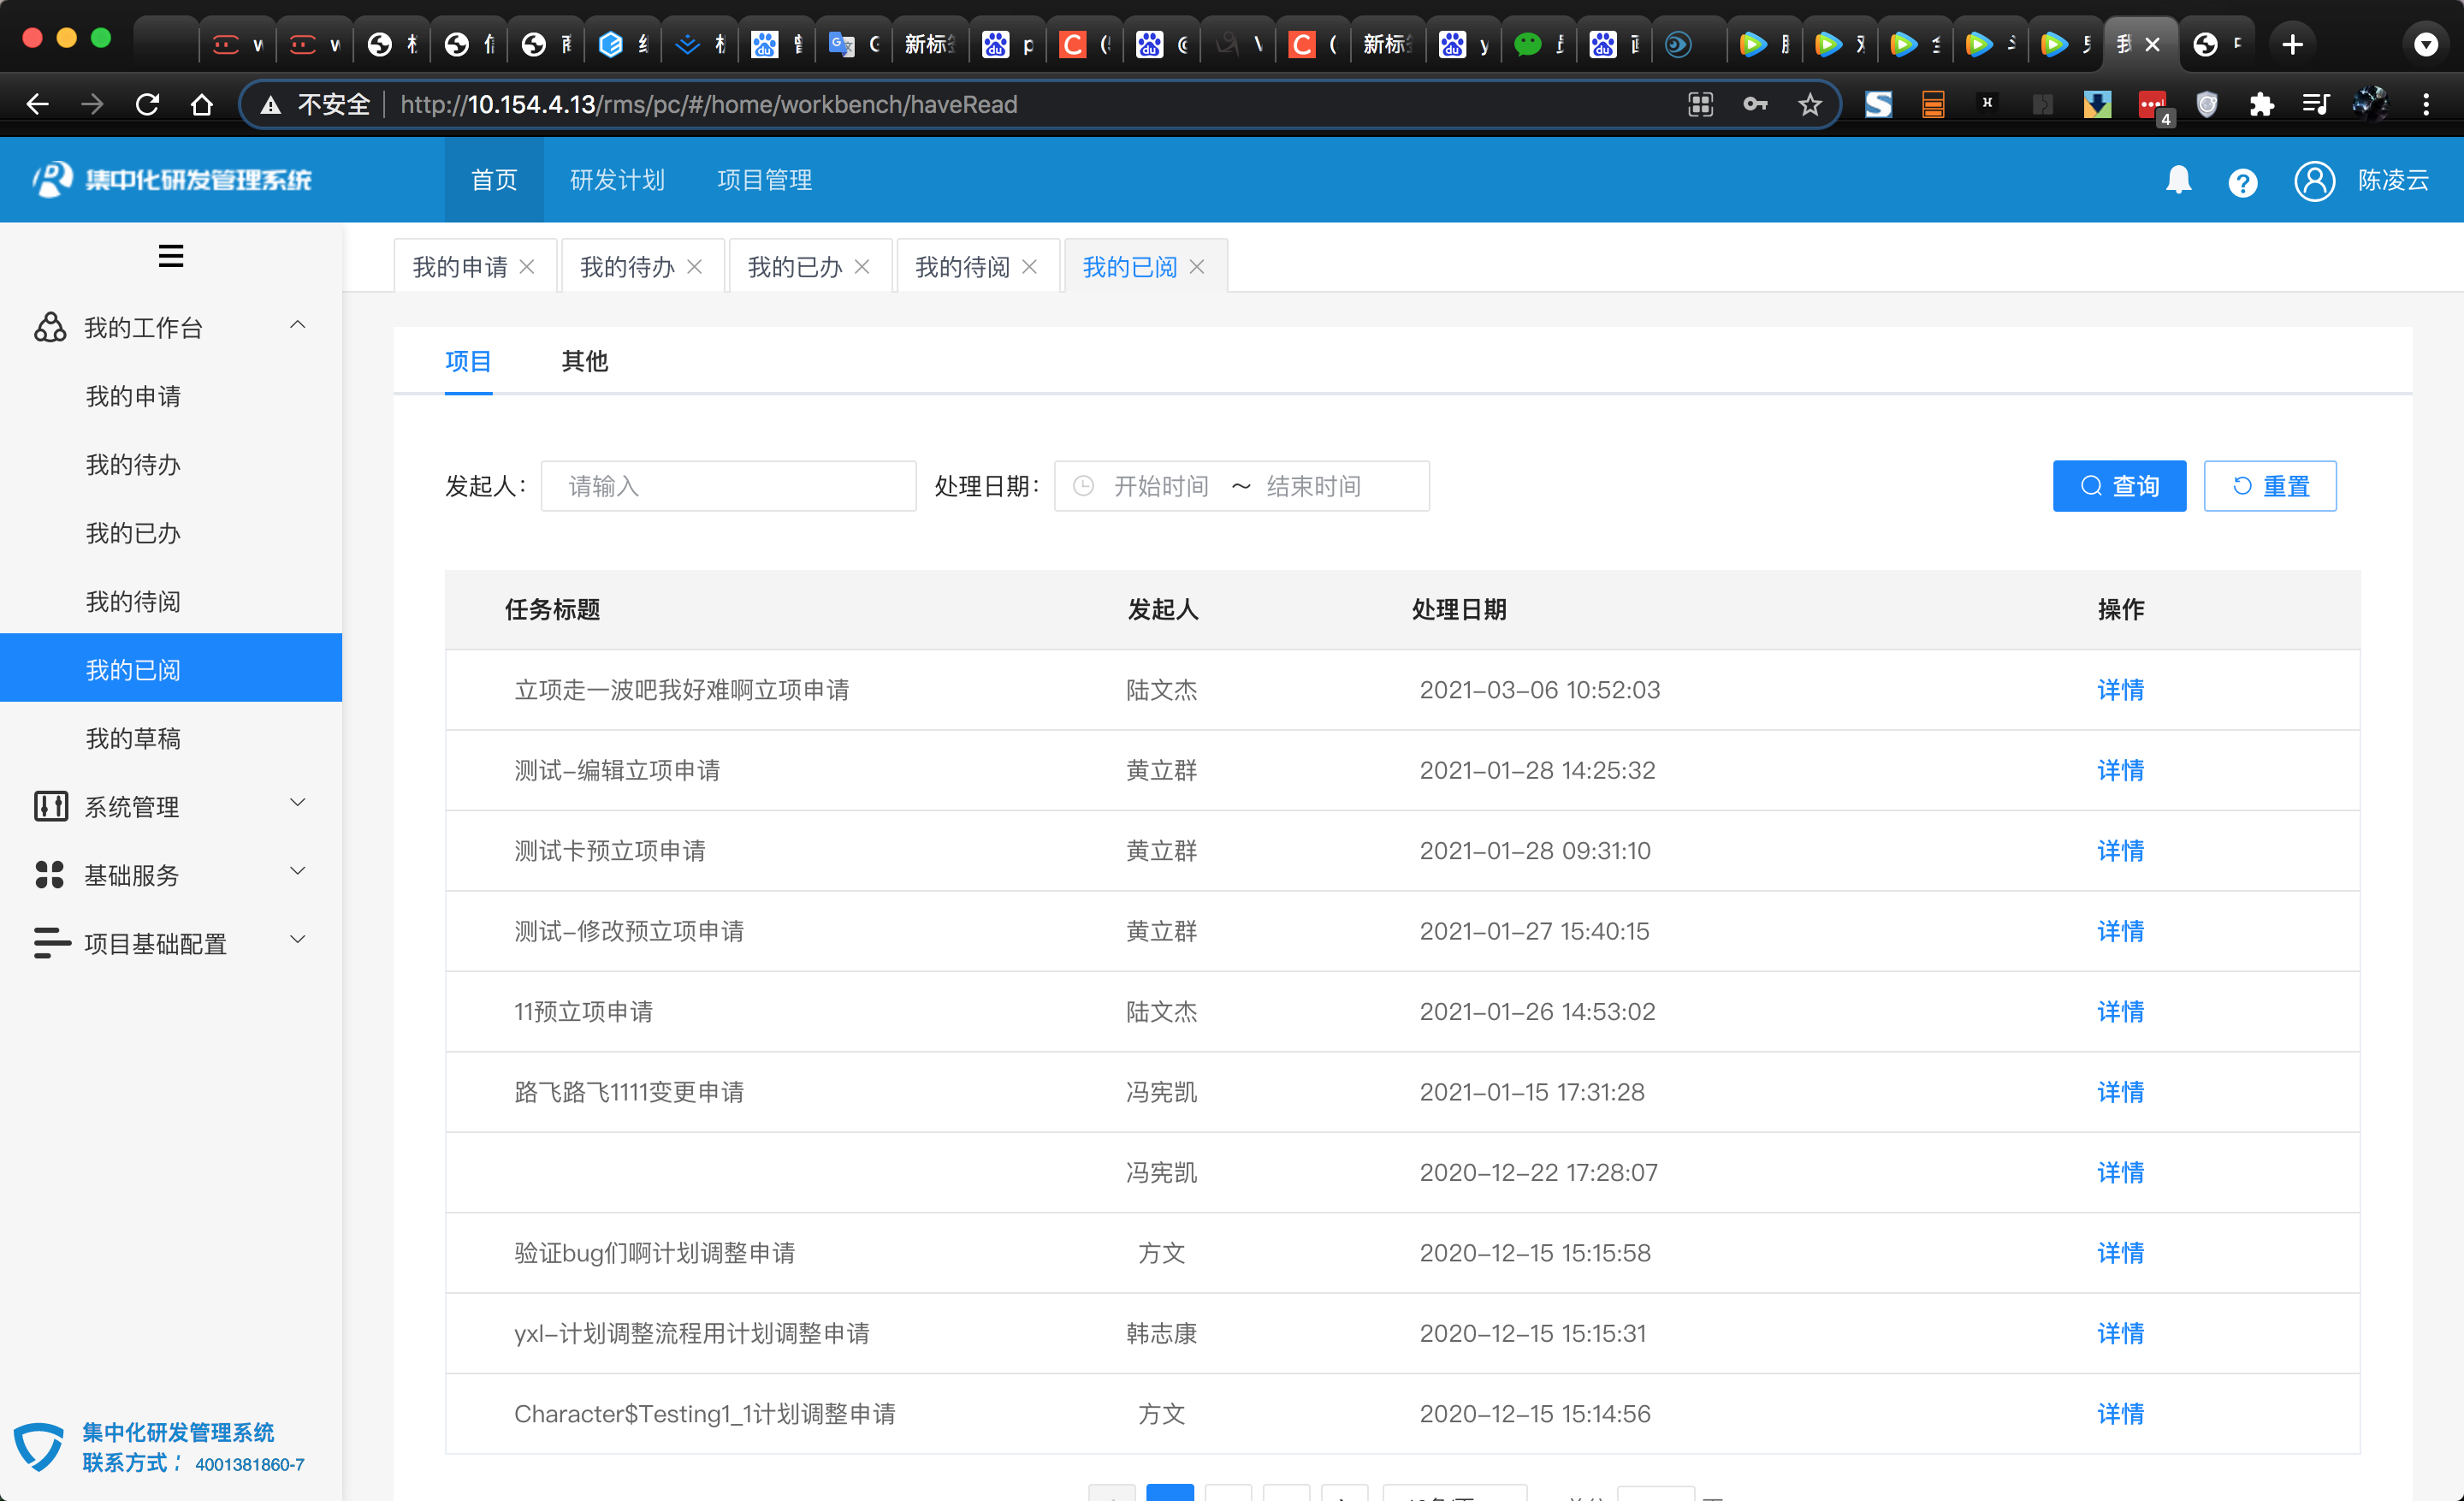 新标
新标
4
不安全 http://10.154.4.13/rms/pc/#/home/workbench/haveRead
集中化研发管理系统
首页 研发计划 项目管理
陈凌云
我的申请 我的待办 我的已办 我的待阅 我的已阅
我的工作台
我的申请
我的待办
我的已办
我的待阅
我的已阅
我的草稿
系统管理
基础服务
项目基础配置
集中化研发管理系统
联系方式： 4001381860-7
项目 其他
发起人： 请输入 处理日期： 开始时间 ~ 结束时间 查询 重置
任务标题 发起人 处理日期 操作
立项走一波吧我好难啊立项申请 陆文杰 2021-03-06 10:52:03 详情
测试-编辑立项申请 黄立群 2021-01-28 14:25:32 详情
测试卡预立项申请 黄立群 2021-01-28 09:31:10 详情
测试-修改预立项申请 黄立群 2021-01-27 15:40:15 详情
11预立项申请 陆文杰 2021-01-26 14:53:02 详情
路飞路飞1111变更申请 冯宪凯 2021-01-15 17:31:28 详情
冯宪凯 2020-12-22 17:28:07 详情
验证bug们啊计划调整申请 方文 2020-12-15 15:15:58 详情
yxl-计划调整流程用计划调整申请 韩志康 2020-12-15 15:15:31 详情
Character$Testing1_1计划调整申请 方文 2020-12-15 15:14:56 详情